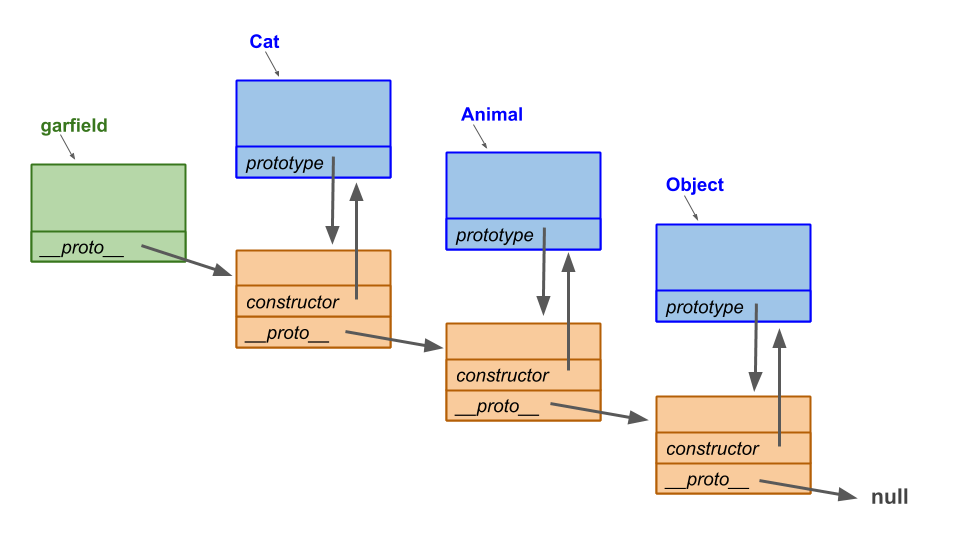 Cat
Animal
garfield
prototype
Object
prototype
__proto__
constructor
prototype
__proto__
constructor
__proto__
constructor
__proto__
null